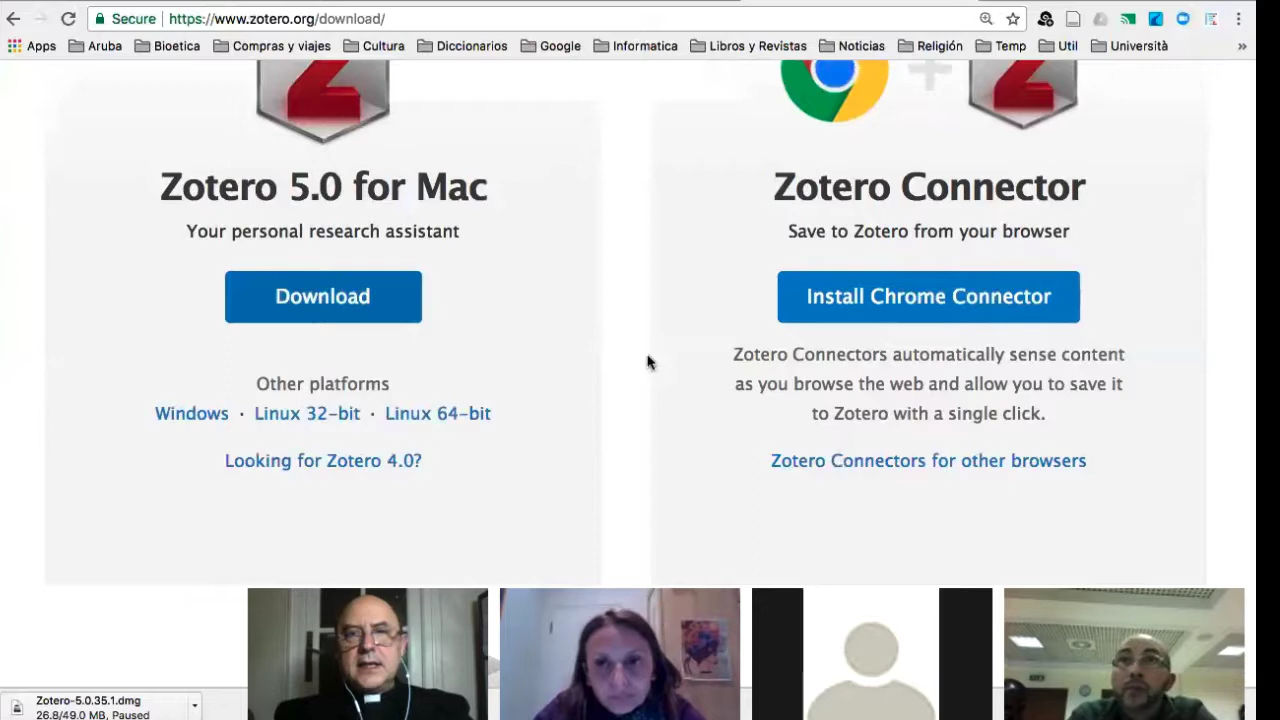 Secure https://www.zotero.org/download/
Apps Aruba Bioetica Compras y viajes Cultura Diccionarios Google Informatica Libros y Revistas Noticias Religión Temp Util Università »
Zotero 5.0 for Mac
Your personal research assistant
Download
Other platforms
Windows · Linux 32-bit · Linux 64-bit
Looking for Zotero 4.0?
Zotero Connector
Save to Zotero from your browser
Install Chrome Connector
Zotero Connectors automatically sense content
as you browse the web and allow you to save it
to Zotero with a single click.
Zotero Connectors for other browsers
Zotero-5.0.35.1.dmg
26.8/49.0 MB, Paused